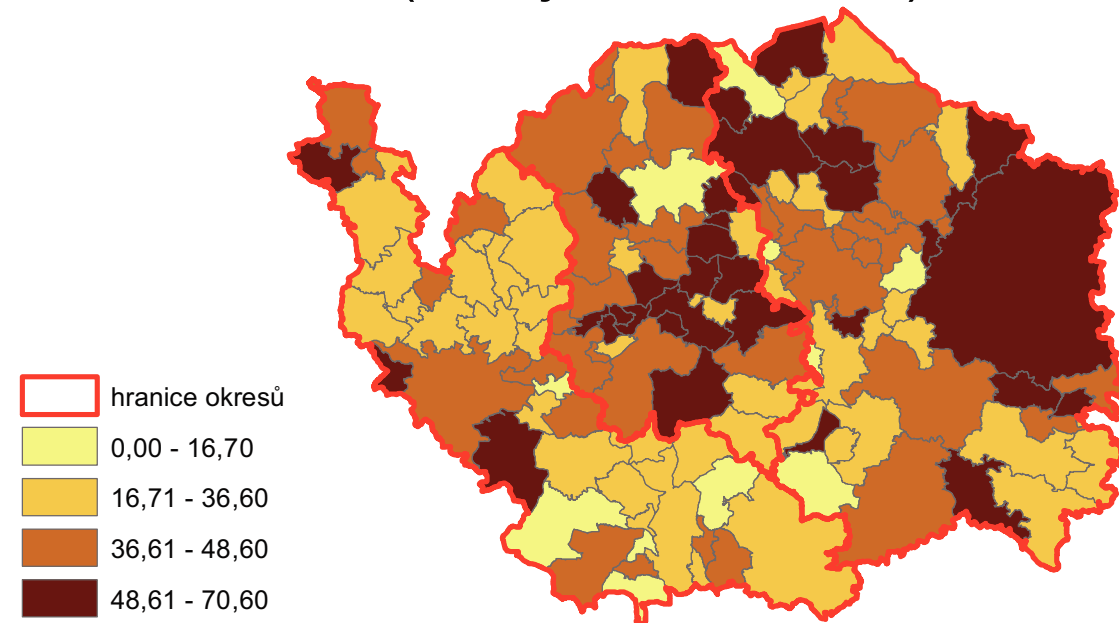 hranice okresů
0,00 - 16,70
16,71 - 36,60
36,61 - 48,60
48,61 - 70,60